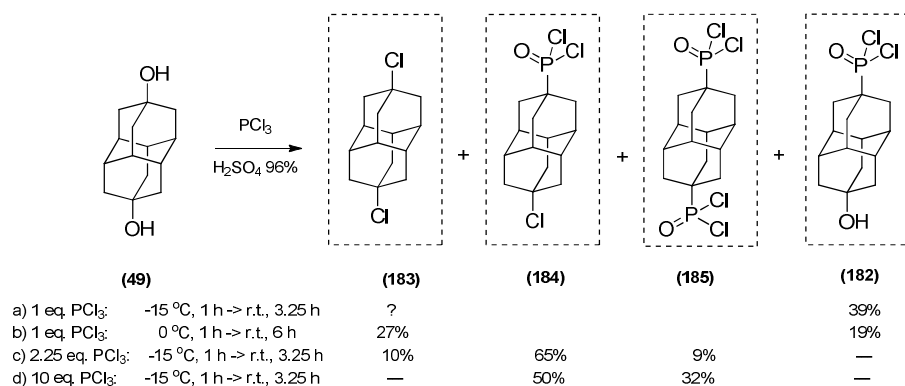 OH
OH
PCl3
H2SO4 96%
Cl
Cl
+
O
P
Cl
Cl
Cl
+
O
P
Cl
Cl
O
P
Cl
Cl
+
O
P
Cl
Cl
OH
(49) (183) (184) (185) (182)
a) 1 eq. PCl3: -15 °C, 1 h -> r.t., 3.25 h ? 39%
b) 1 eq. PCl3: 0 °C, 1 h -> r.t., 6 h 27% 19%
c) 2.25 eq. PCl3: -15 °C, 1 h -> r.t., 3.25 h 10% 65% 9% —
d) 10 eq. PCl3: -15 °C, 1 h -> r.t., 3.25 h — 50% 32% —